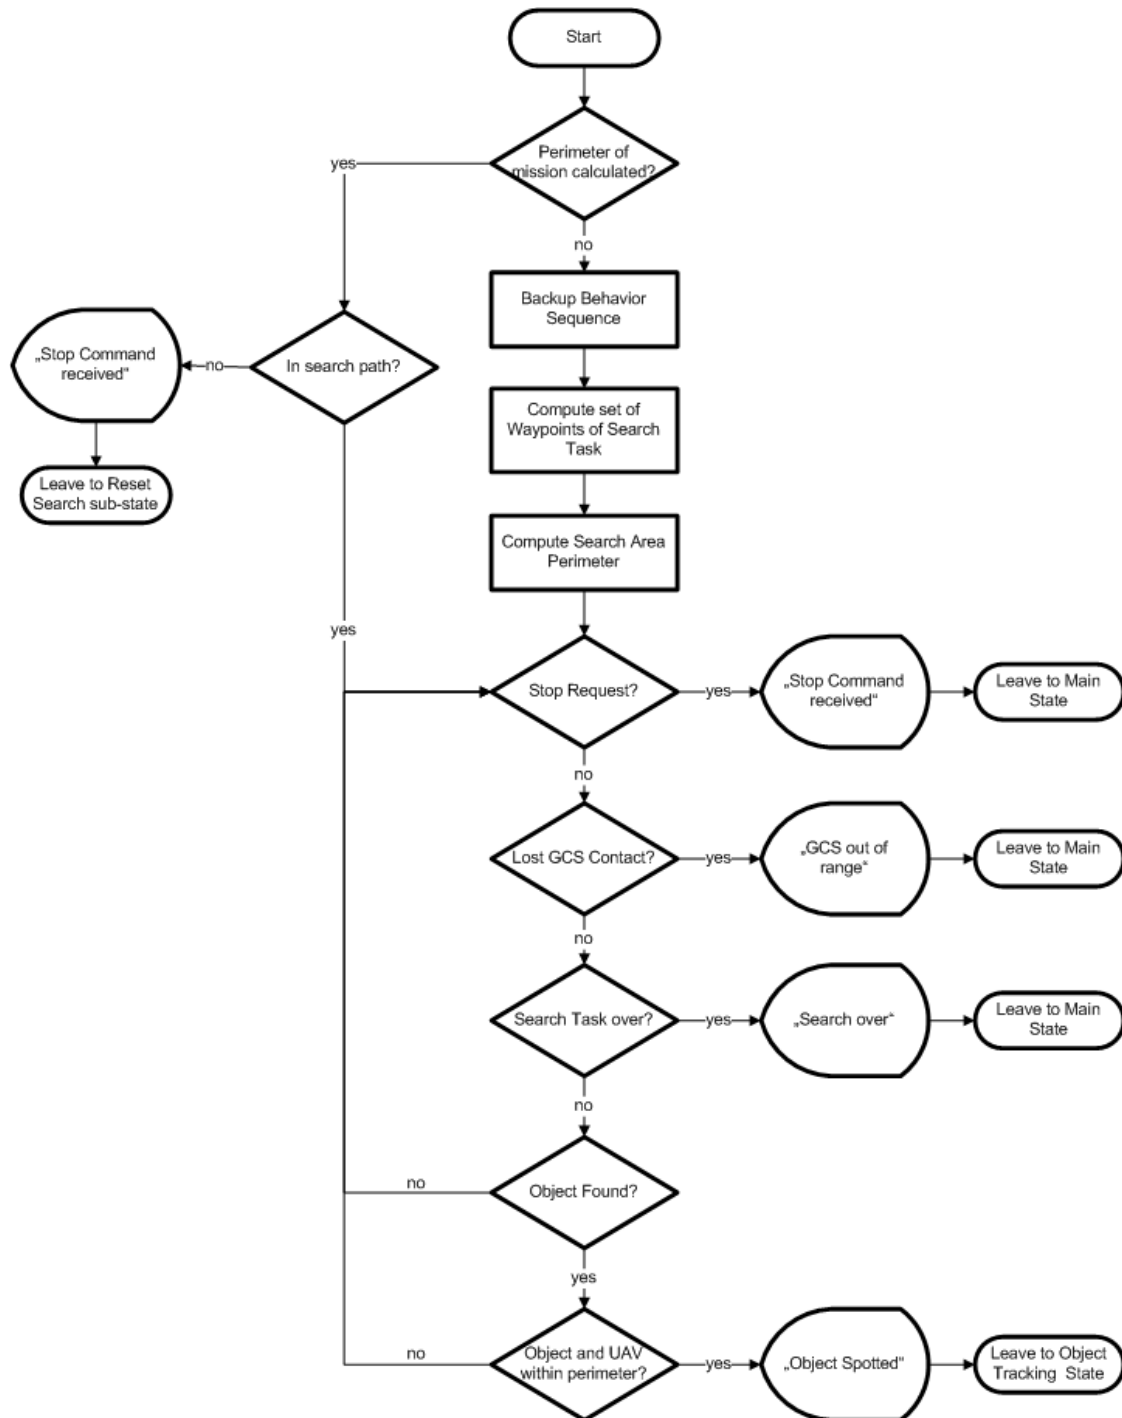 Start
Perimeter of
mission calculated?
yes
no
Backup Behavior
Sequence
„Stop Command
received“
no
In search path?
Compute set of
Waypoints of Search
Task
Leave to Reset
Search sub-state
Compute Search Area
Perimeter
yes
Stop Request?
yes
„Stop Command
received“
Leave to Main
State
no
Lost GCS Contact?
yes
„GCS out of
range“
Leave to Main
State
no
Search Task over?
yes
„Search over“
Leave to Main
State
no
Object Found?
no
yes
Object and UAV
within perimeter?
no
yes
„Object Spotted“
Leave to Object
Tracking State